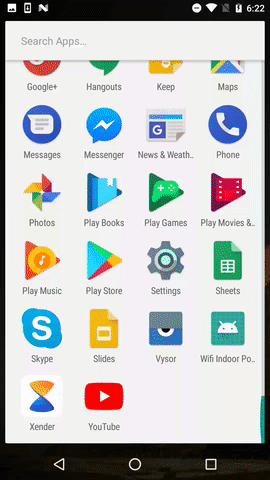 6:22
Search Apps...
Google+ Hangouts Keep Maps
Messages Messenger News & Weath.. Phone
Photos Play Books Play Games Play Movies &..
Play Music Play Store Settings Sheets
Skype Slides Vysor Wifi Indoor Po..
Xender YouTube